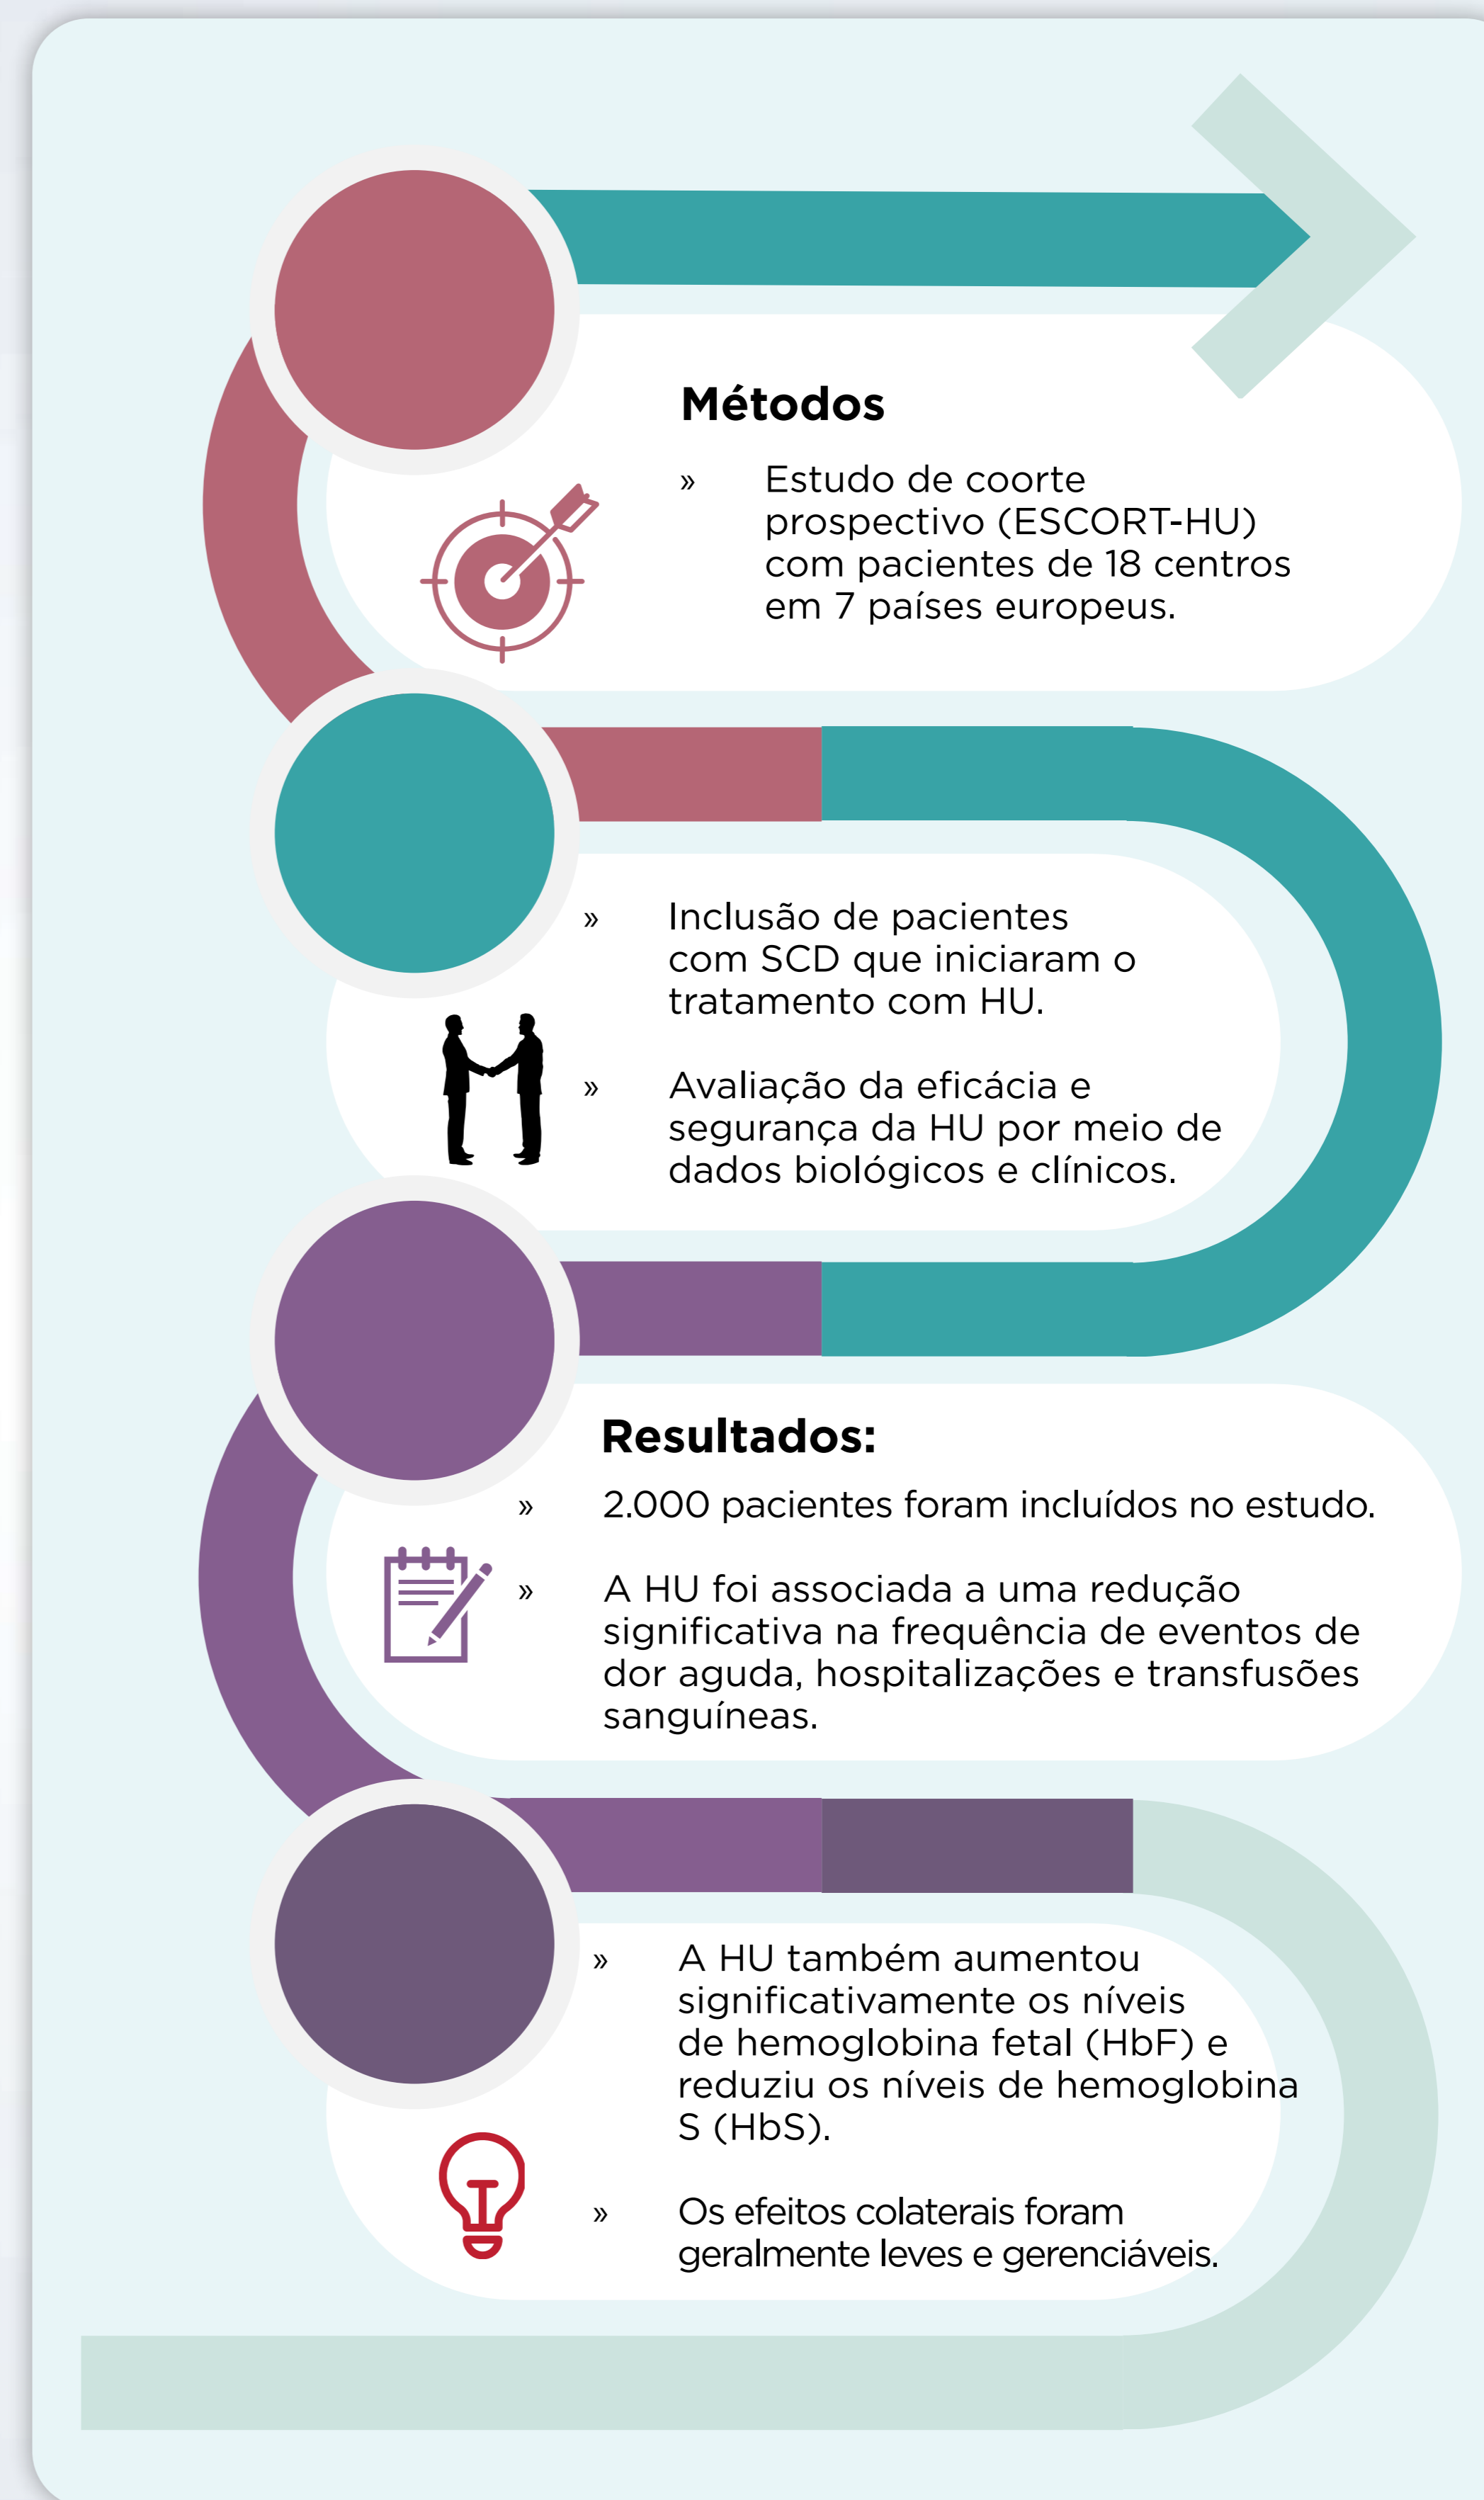 Métodos
» Estudo de coorte
prospectivo (ESCORT-HU)
com pacientes de 18 centros
em 7 países europeus.
» Inclusão de pacientes
com SCD que iniciaram o
tratamento com HU.
» Avaliação da eficácia e
segurança da HU por meio de
dados biológicos e clínicos.
Resultados:
» 2.000 pacientes foram incluídos no estudo.
» A HU foi associada a uma redução
significativa na frequência de eventos de
dor aguda, hospitalizações e transfusões
sanguíneas.
» A HU também aumentou
significativamente os níveis
de hemoglobina fetal (HbF) e
reduziu os níveis de hemoglobina
S (HbS).
» Os efeitos colaterais foram
geralmente leves e gerenciáveis.